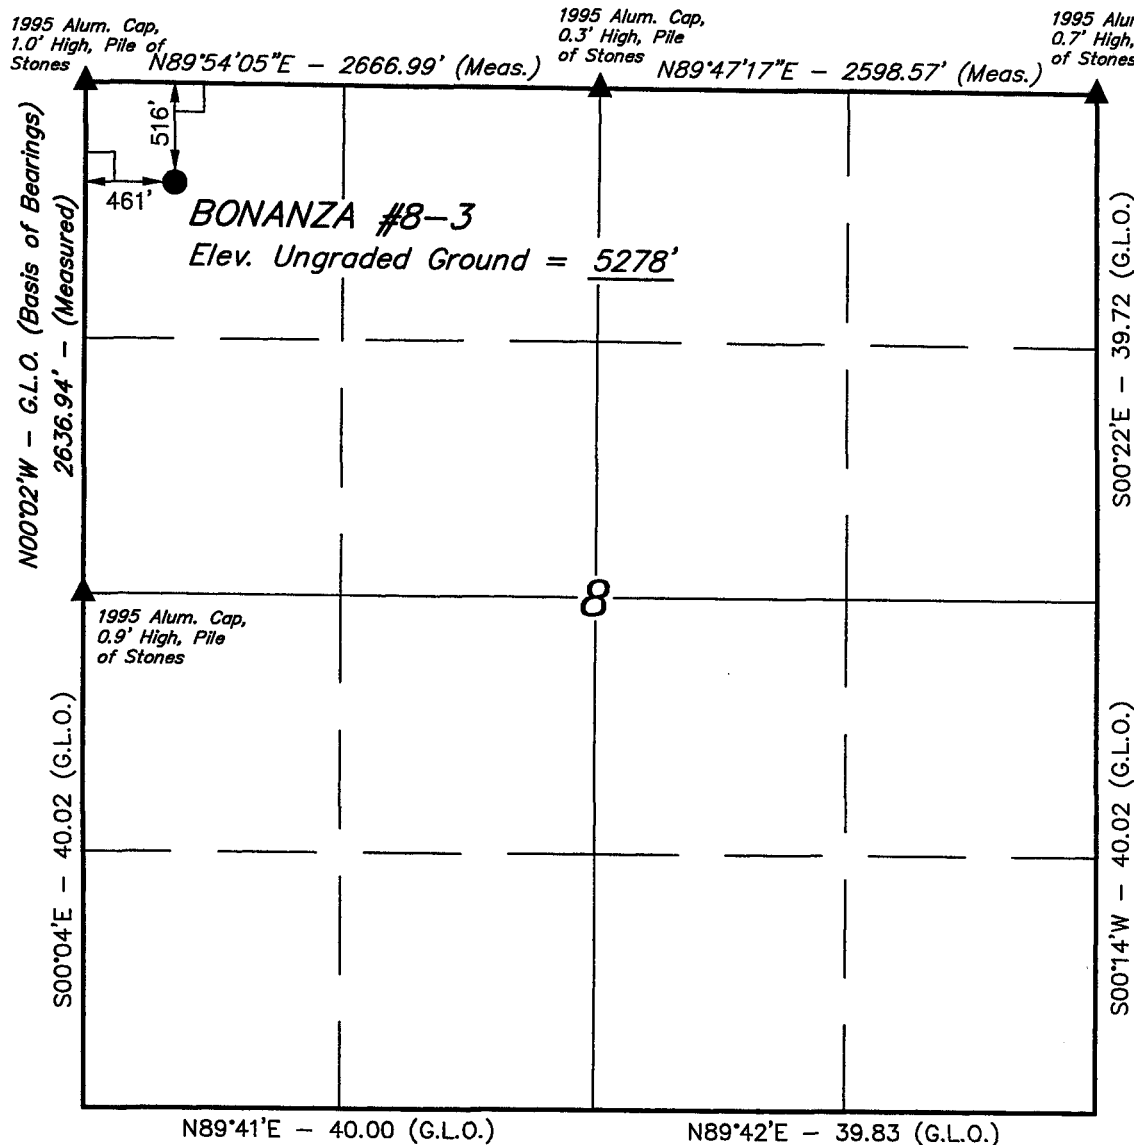 1995 Alum. Cap,
1.0' High, Pile of
Stones
1995 Alum. Cap,
0.3' High, Pile
of Stones
1995 Alu
0.7' High,
of Stones
N89°54'05"E - 2666.99' (Meas.)
N89°47'17"E - 2598.57' (Meas.)
516'
461'
BONANZA #8-3
Elev. Ungraded Ground = 5278'
N00°02'W - G.L.O. (Basis of Bearings)
2636.94' - (Measured)
S00°22'E - 39.72 (G.L.O.)
8
1995 Alum. Cap,
0.9' High, Pile
of Stones
S00°04'E - 40.02 (G.L.O.)
S00°14'W - 40.02 (G.L.O.)
N89°41'E - 40.00 (G.L.O.)
N89°42'E - 39.83 (G.L.O.)